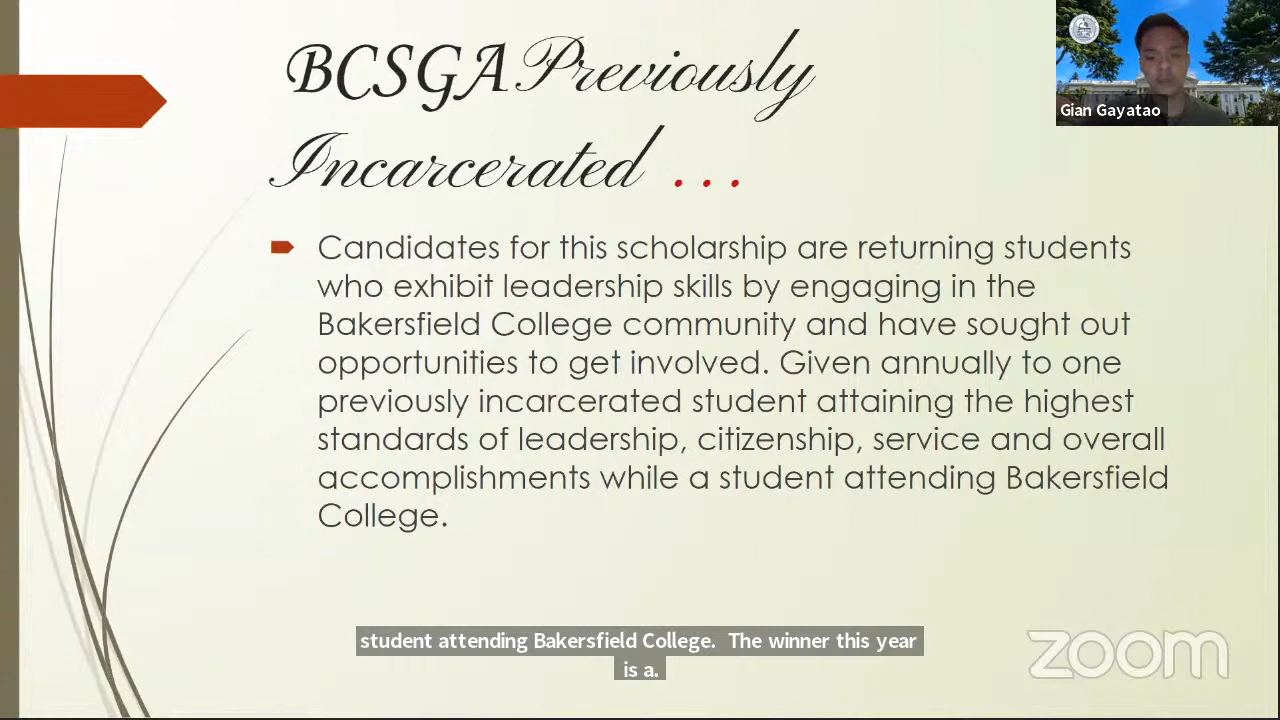 BCSGA Previously
Incarcerated ...
Gian Gayatao
Candidates for this scholarship are returning students
who exhibit leadership skills by engaging in the
Bakersfield College community and have sought out
opportunities to get involved. Given annually to one
previously incarcerated student attaining the highest
standards of leadership, citizenship, service and overall
accomplishments while a student attending Bakersfield
College.
student attending Bakersfield College. The winner this year
is a.
zoom